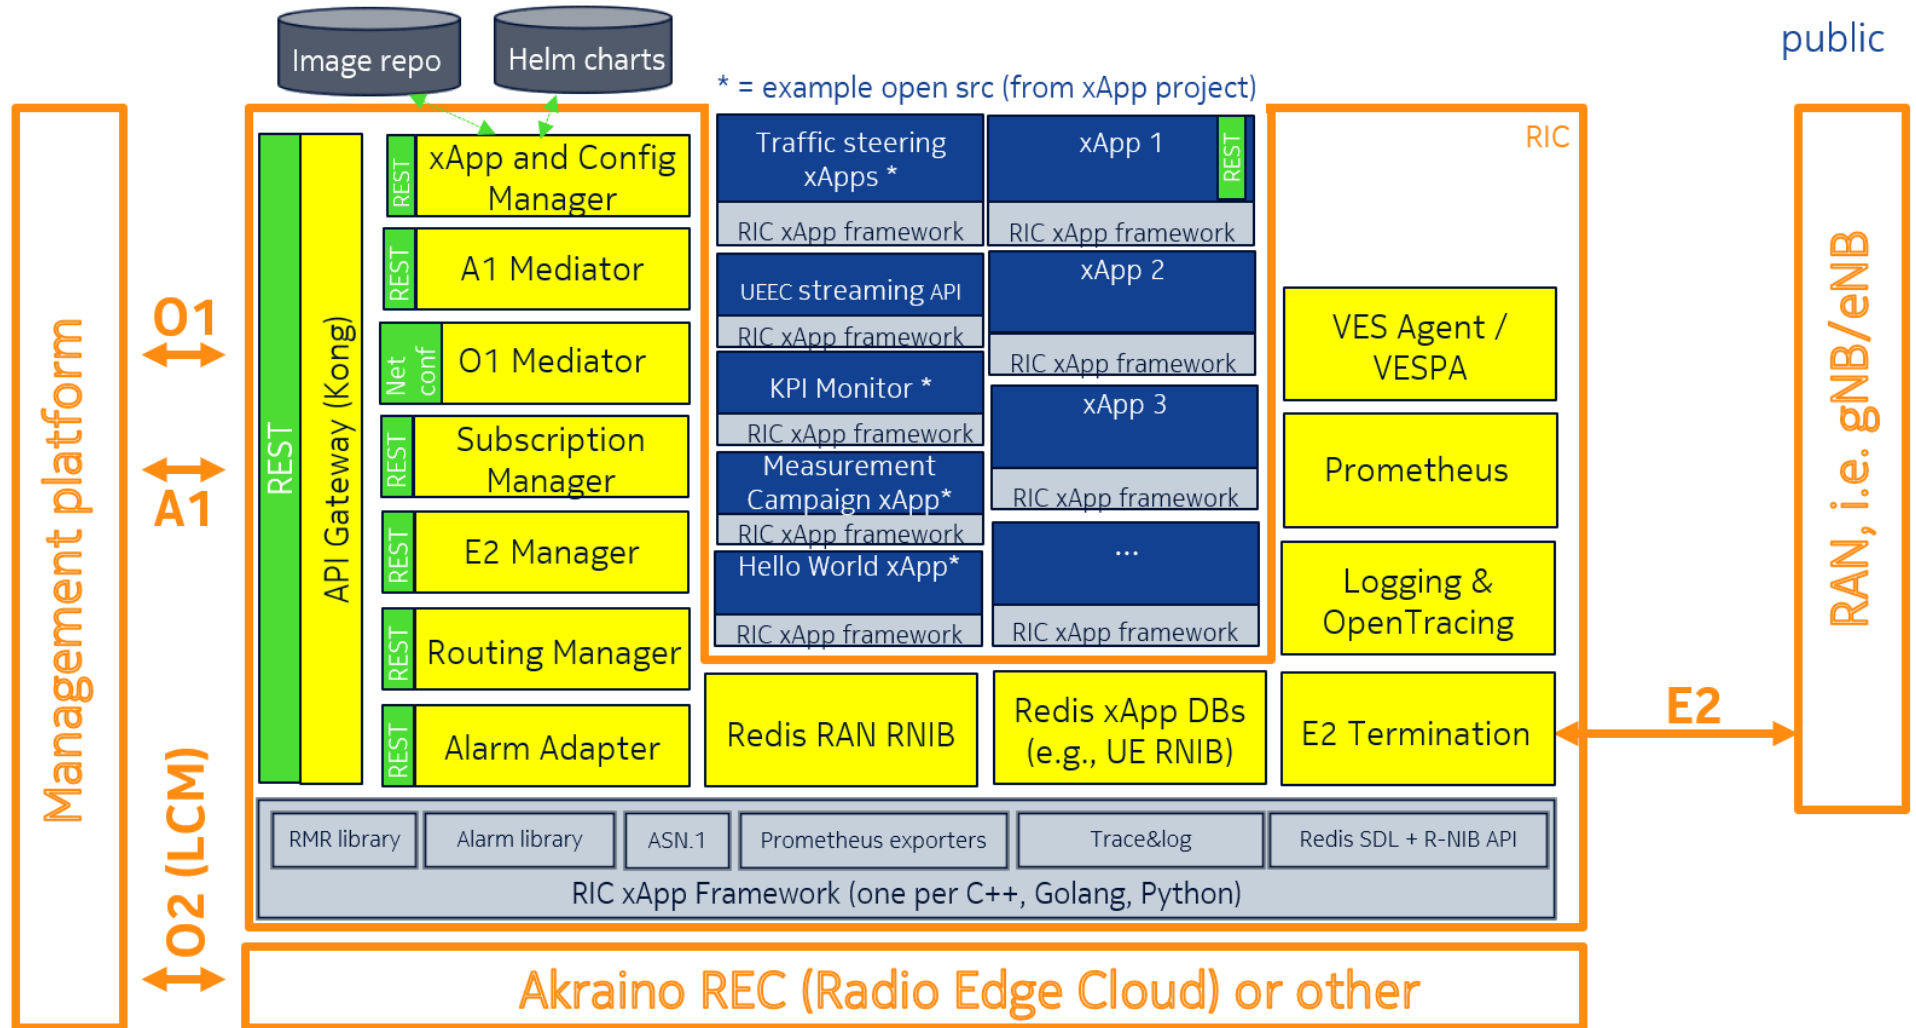 public
Image repo
Helm charts
* = example open src (from xApp project)
RIC
Management platform
O1
A1
O2 (LCM)
REST
API Gateway (Kong)
REST
xApp and Config
Manager
REST
A1 Mediator
Net
conf
O1 Mediator
REST
Subscription
Manager
REST
E2 Manager
REST
Routing Manager
REST
Alarm Adapter
Traffic steering
xApps *
RIC xApp framework
UEEC streaming API
RIC xApp framework
KPI Monitor *
RIC xApp framework
Measurement
Campaign xApp*
RIC xApp framework
Hello World xApp*
RIC xApp framework
xApp 1
REST
RIC xApp framework
xApp 2
RIC xApp framework
xApp 3
RIC xApp framework
...
RIC xApp framework
VES Agent /
VESPA
Prometheus
Logging &
OpenTracing
Redis RAN RNIB
Redis xApp DBs
(e.g., UE RNIB)
E2 Termination
E2
RAN, i.e. gNB/eNB
RMR library
Alarm library
ASN.1
Prometheus exporters
Trace&log
Redis SDL + R-NIB API
RIC xApp Framework (one per C++, Golang, Python)
Akraino REC (Radio Edge Cloud) or other